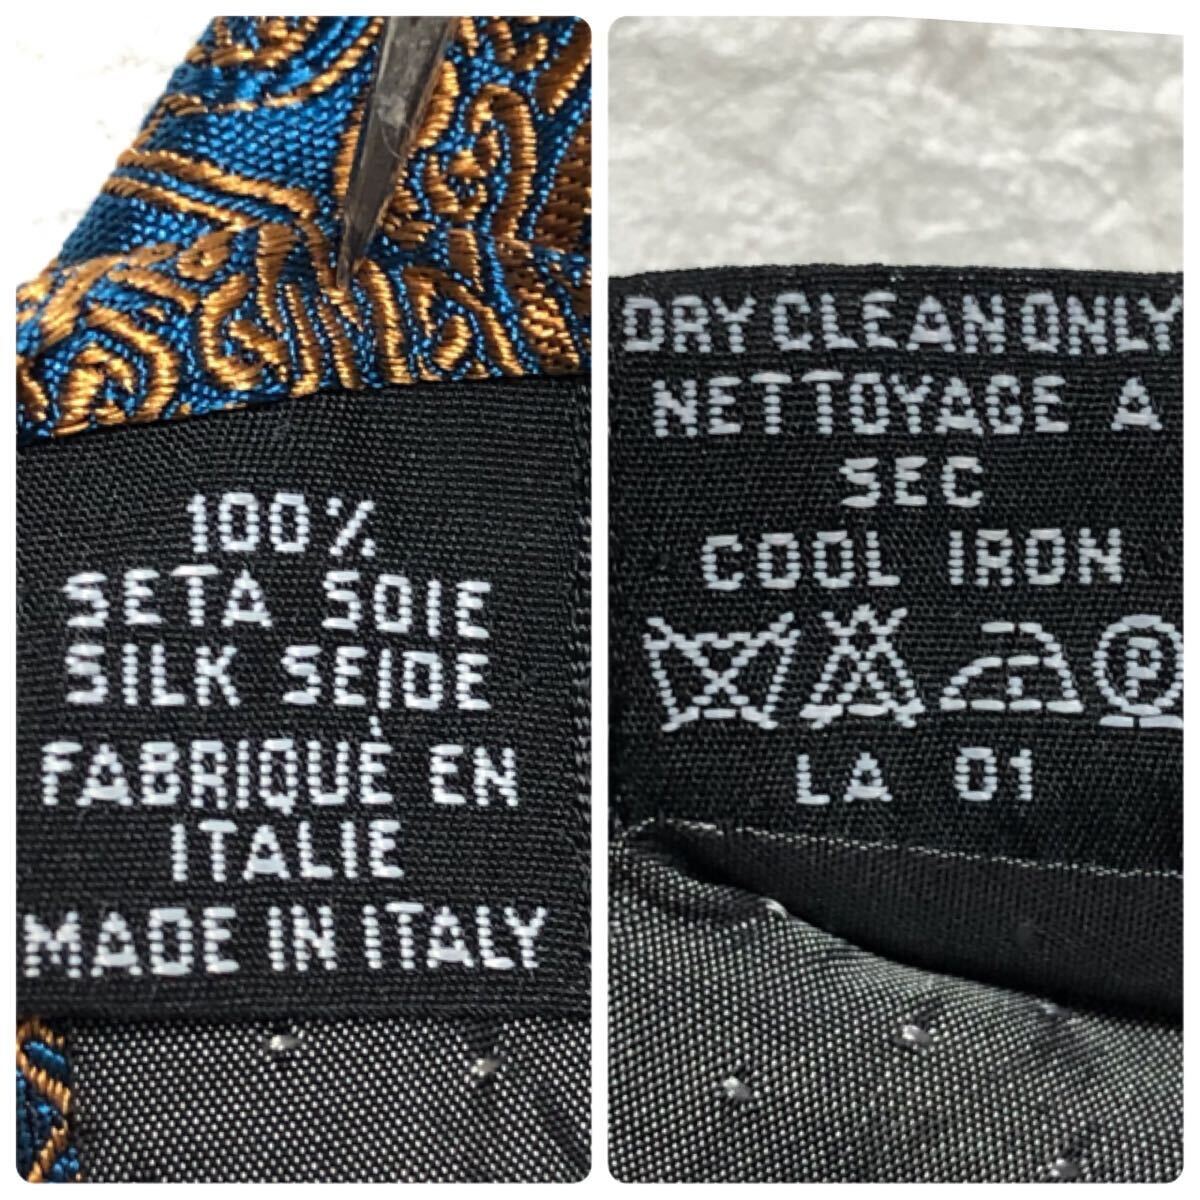 100%
SETA SOIE
SILK SEIDE
FABRIQUÉ EN
ITALIE
MADE IN ITALY
DRY CLEAN ONLY
NETTOYAGE A
SEC
COOL IRON
P
LA 01